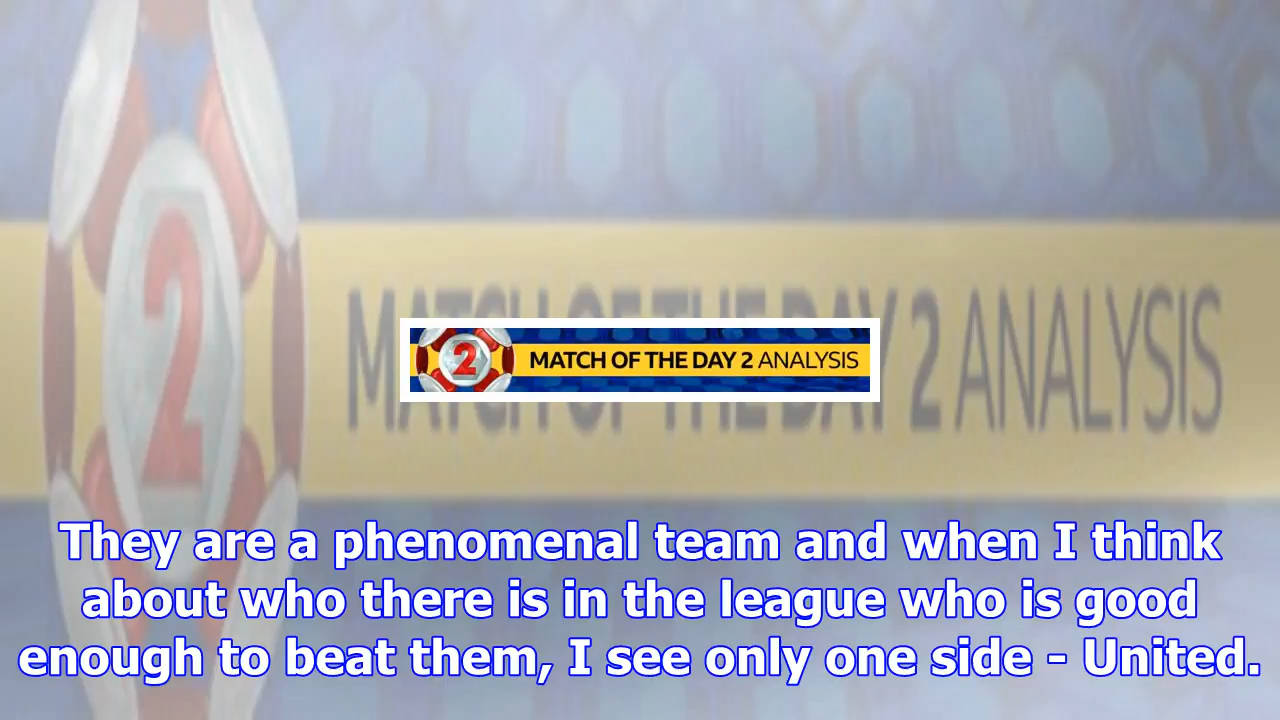 2 MATCH OF THE DAY 2 ANALYSIS
2 MATCH OF THE DAY 2 ANALYSIS
They are a phenomenal team and when I think
about who there is in the league who is good
enough to beat them, I see only one side - United.